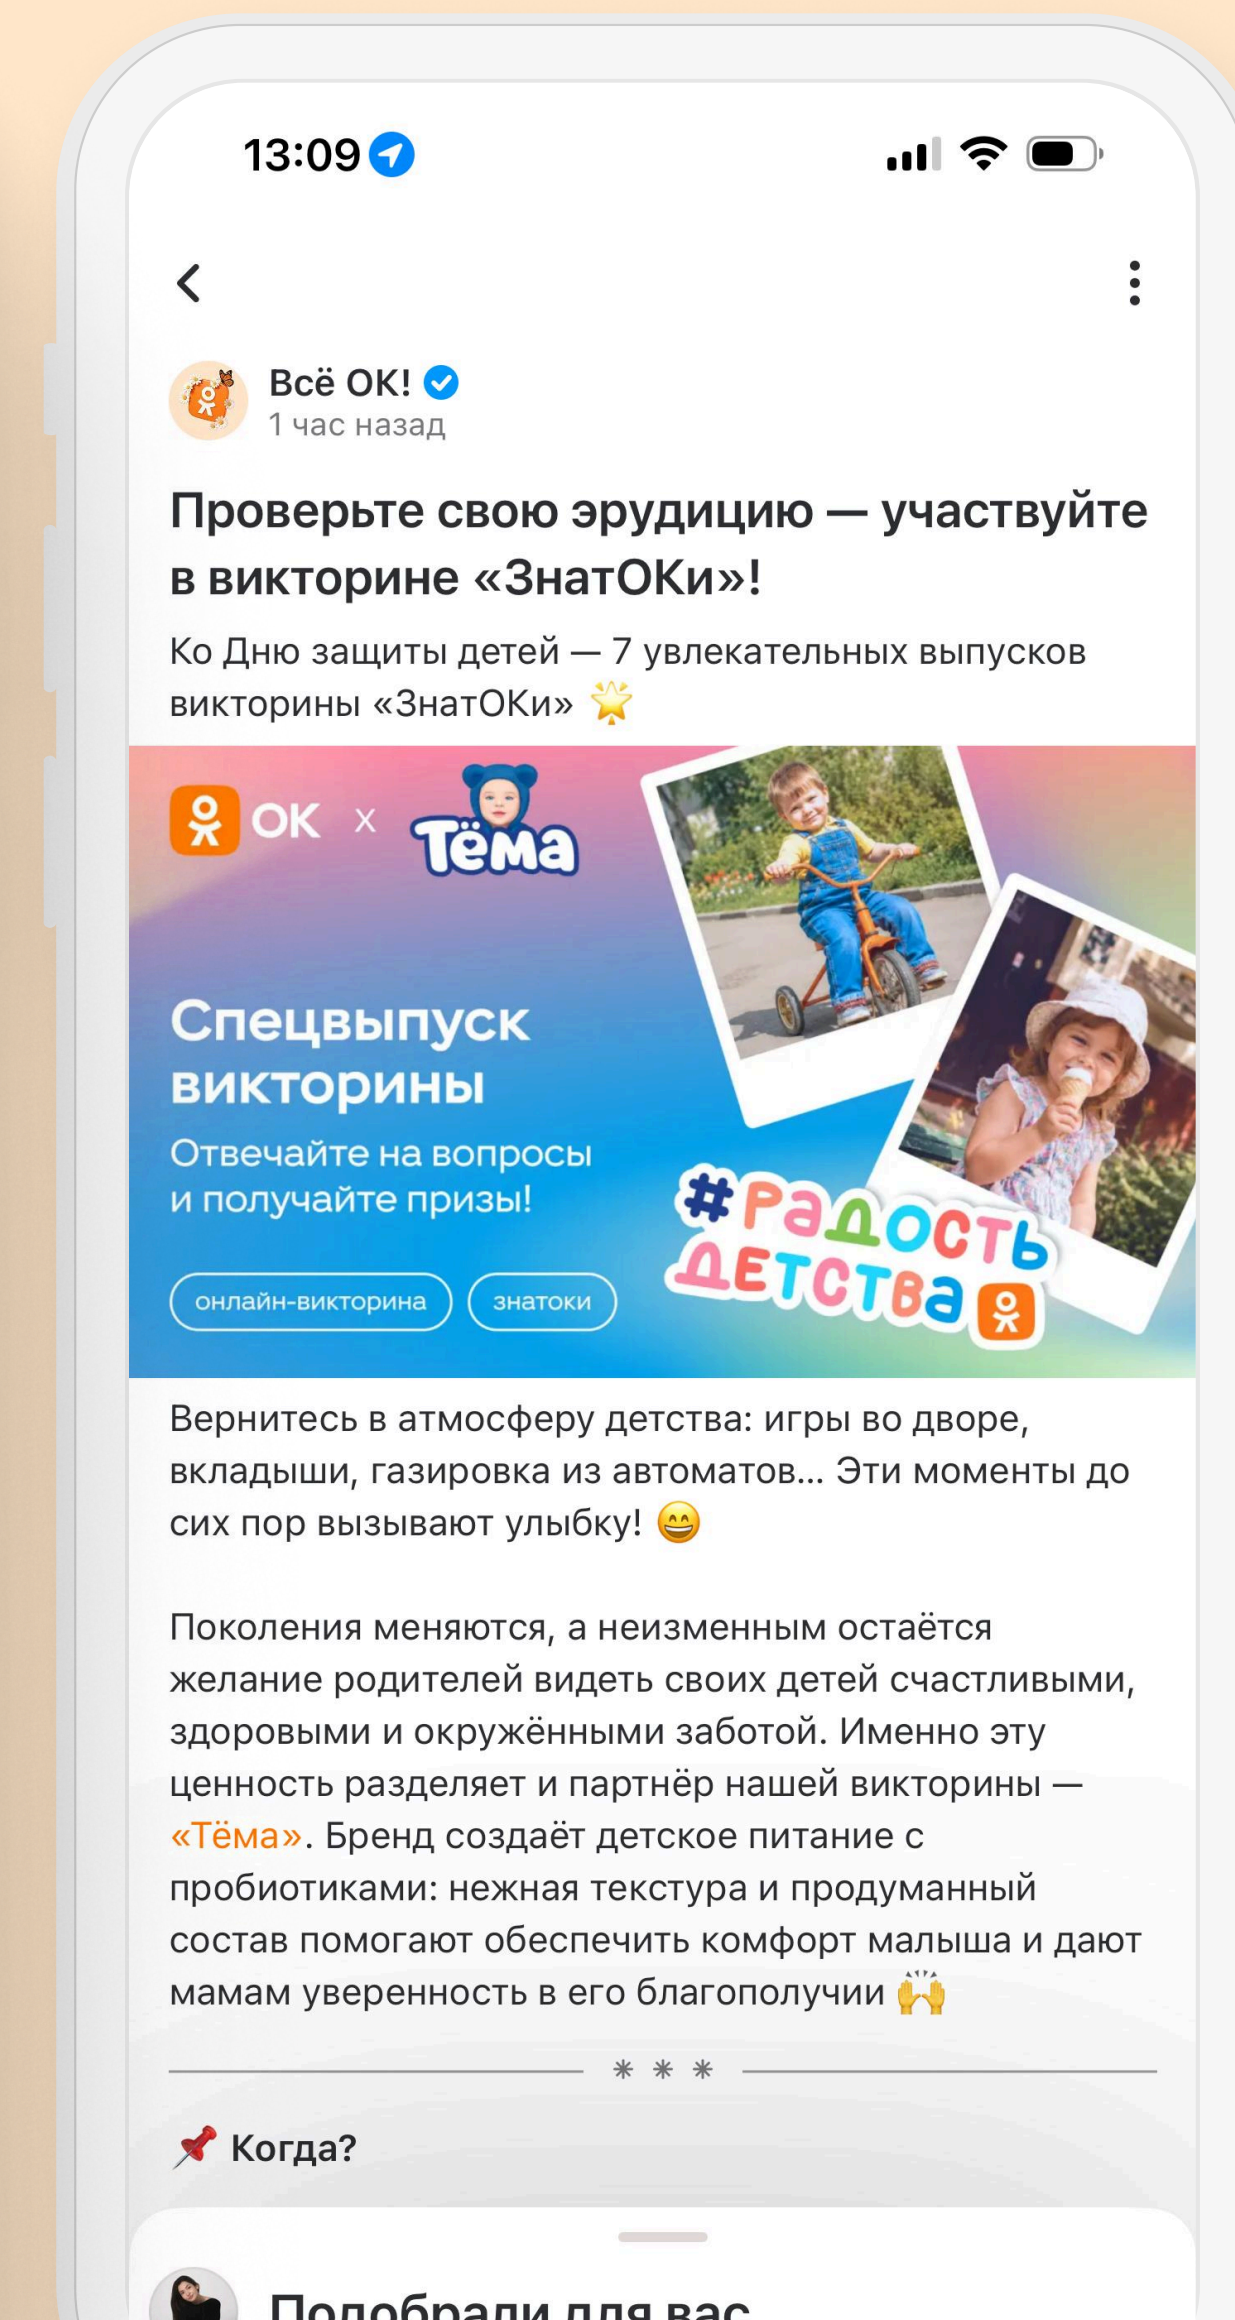 13:09
Всё ОК!
1 час назад
Проверьте свою эрудицию — участвуйте
в викторине «ЗнатОКи»!
Ко Дню защиты детей — 7 увлекательных выпусков
викторины «ЗнатОКи» 🌟
ОК x Тёма
Спецвыпуск
викторины
Отвечайте на вопросы
и получайте призы!
онлайн-викторина знатоки
#Радость
детства
Вернитесь в атмосферу детства: игры во дворе,
вкладыши, газировка из автоматов... Эти моменты до
сих пор вызывают улыбку! 😄
Поколения меняются, а неизменным остаётся
желание родителей видеть своих детей счастливыми,
здоровыми и окружёнными заботой. Именно эту
ценность разделяет и партнёр нашей викторины —
«Тёма». Бренд создаёт детское питание с
пробиотиками: нежная текстура и продуманный
состав помогают обеспечить комфорт малыша и дают
мамам уверенность в его благополучии 🙌
* * *
📌 Когда?
Подобрали для вас